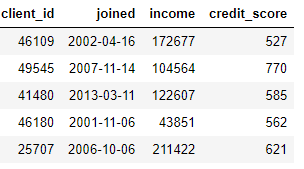 client_id joined income credit_score
46109 2002-04-16 172677 527
49545 2007-11-14 104564 770
41480 2013-03-11 122607 585
46180 2001-11-06 43851 562
25707 2006-10-06 211422 621